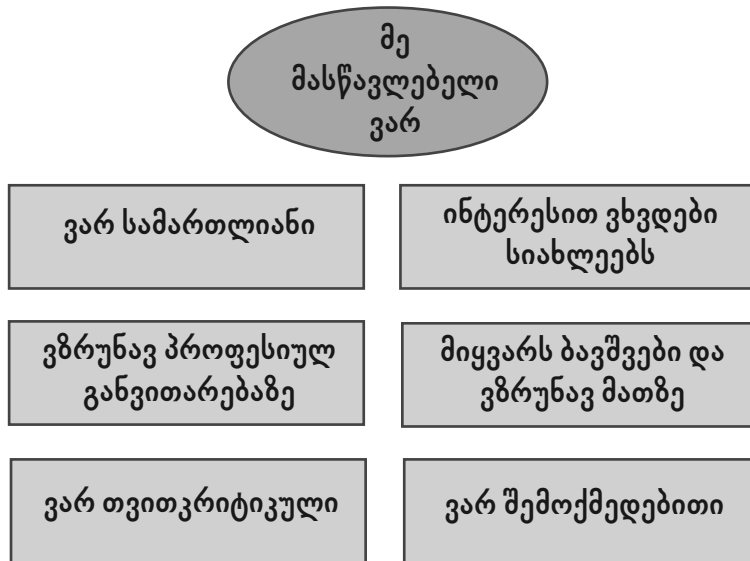 მე
მასწავლებელი
ვარ
ვარ სამართლიანი
ინტერესით ვხვდები
სიახლეებს
ვზრუნავ პროფესიულ
განვითარებაზე
მიყვარს ბავშვები და
ვზრუნავ მათზე
ვარ თვითკრიტიკული
ვარ შემოქმედებითი